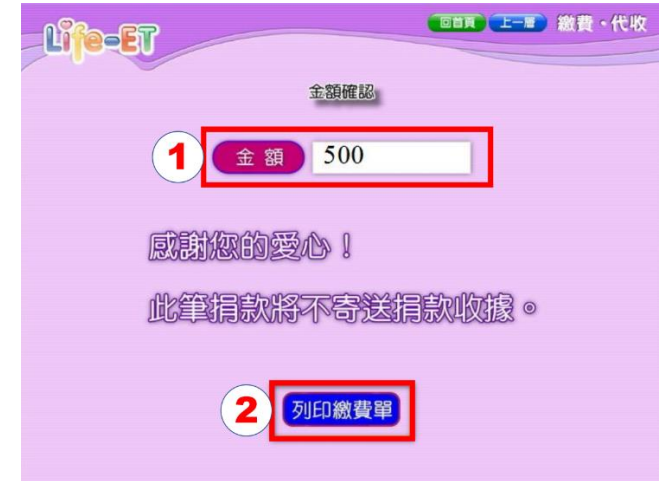 Life-ET
回首頁 上一層 繳費·代收
金額確認
1 金額 500
感謝您的愛心！
此筆捐款將不寄送捐款收據。
2 列印繳費單